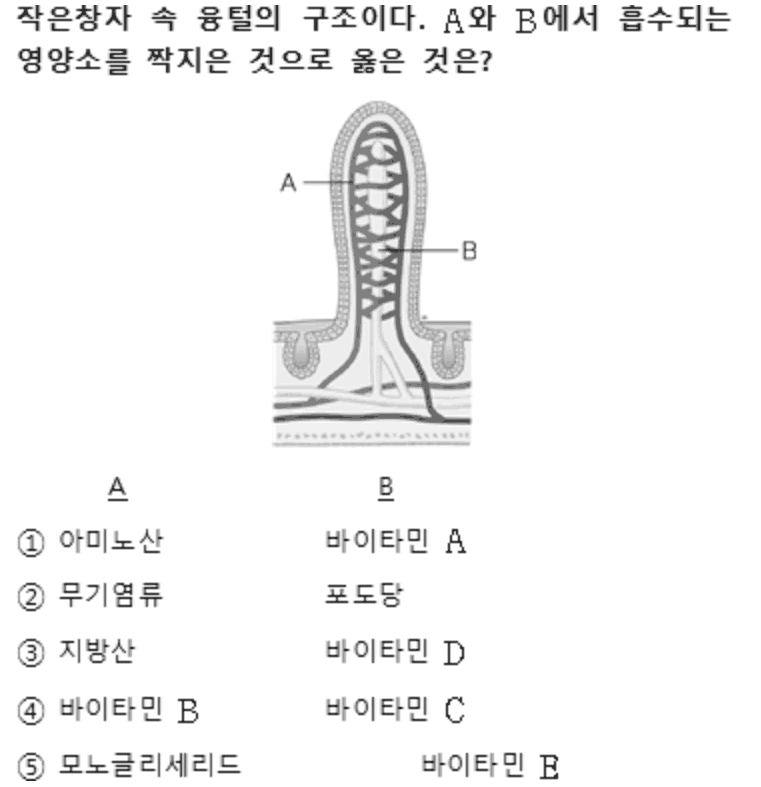 작은창자 속 융털의 구조이다. A와 B에서 흡수되는
영양소를 짝지은 것으로 옳은 것은?
A
B
A B
① 아미노산 바이타민 A
② 무기염류 포도당
③ 지방산 바이타민 D
④ 바이타민 B 바이타민 C
⑤ 모노글리세리드 바이타민 E